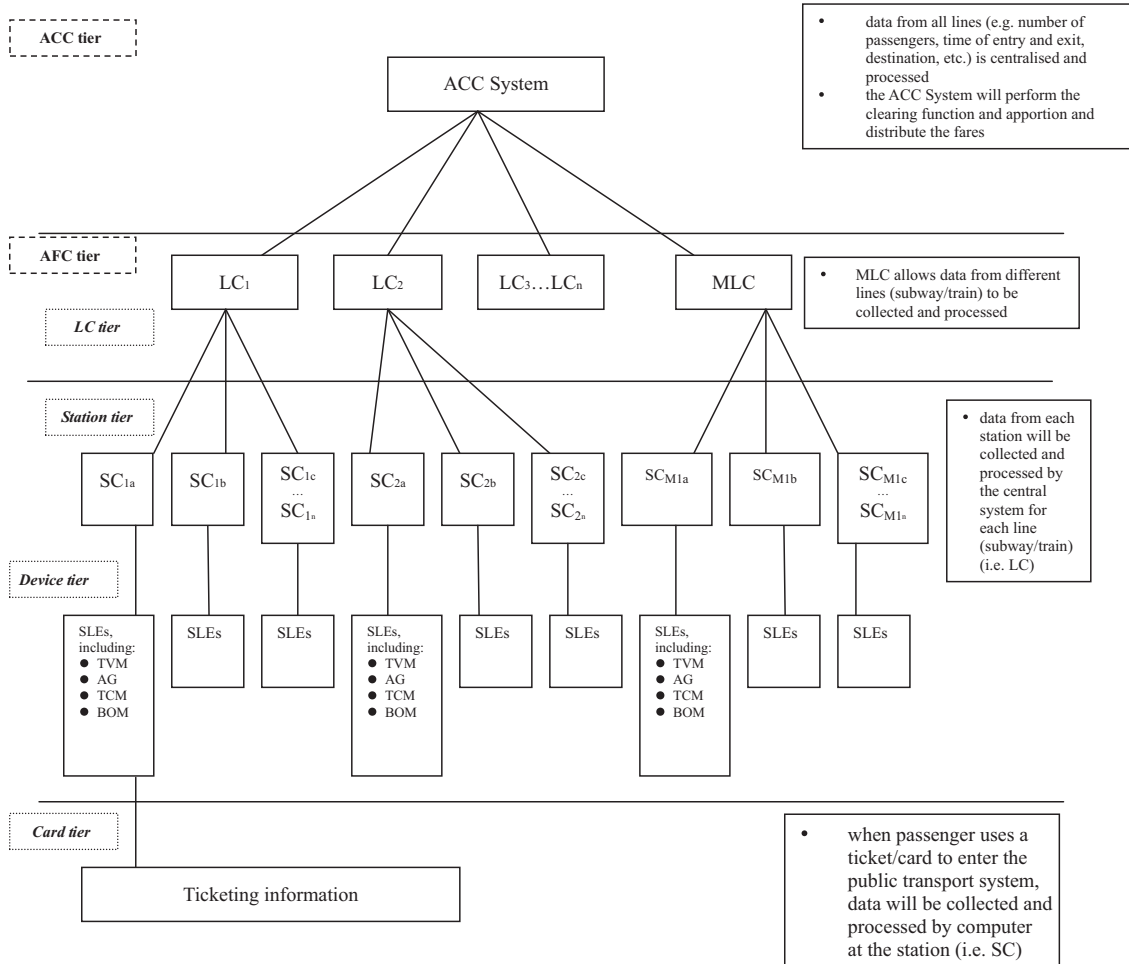 ACC tier
ACC System
• data from all lines (e.g. number of
passengers, time of entry and exit,
destination, etc.) is centralised and
processed
• the ACC System will perform the
clearing function and apportion and
distribute the fares
AFC tier
LC1
LC2
LC3…LCn
MLC
• MLC allows data from different
lines (subway/train) to be
collected and processed
LC tier
Station tier
• data from each
station will be
collected and
processed by
the central
system for
each line
(subway/train)
(i.e. LC)
SC1a
SC1b
SC1c
...
SC1n
SC2a
SC2b
SC2c
...
SC2n
SCM1a
SCM1b
SCM1c
...
SCM1n
Device tier
SLEs,
including:
● TVM
● AG
● TCM
● BOM
SLEs
SLEs
SLEs,
including:
● TVM
● AG
● TCM
● BOM
SLEs
SLEs
SLEs,
including:
● TVM
● AG
● TCM
● BOM
SLEs
SLEs
Card tier
Ticketing information
• when passenger uses a
ticket/card to enter the
public transport system,
data will be collected and
processed by computer
at the station (i.e. SC)